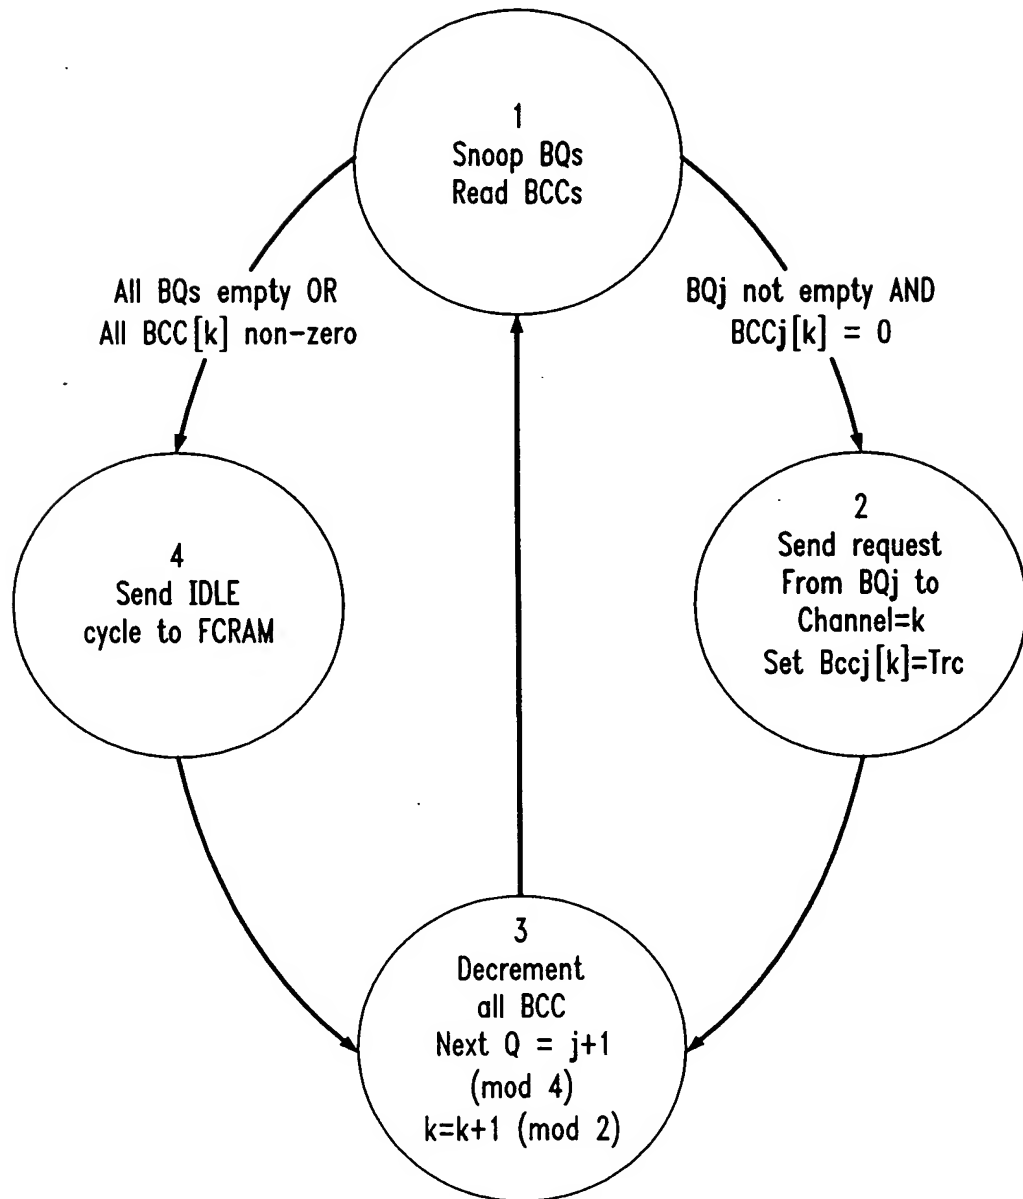 1
Snoop BQs
Read BCCs
All BQs empty OR
All BCC[k] non-zero
BQj not empty AND
BCCj[k] = 0
4
Send IDLE
cycle to FCRAM
2
Send request
From BQj to
Channel=k
Set Bccj[k]=Trc
3
Decrement
all BCC
Next Q = j+1
(mod 4)
k=k+1 (mod 2)